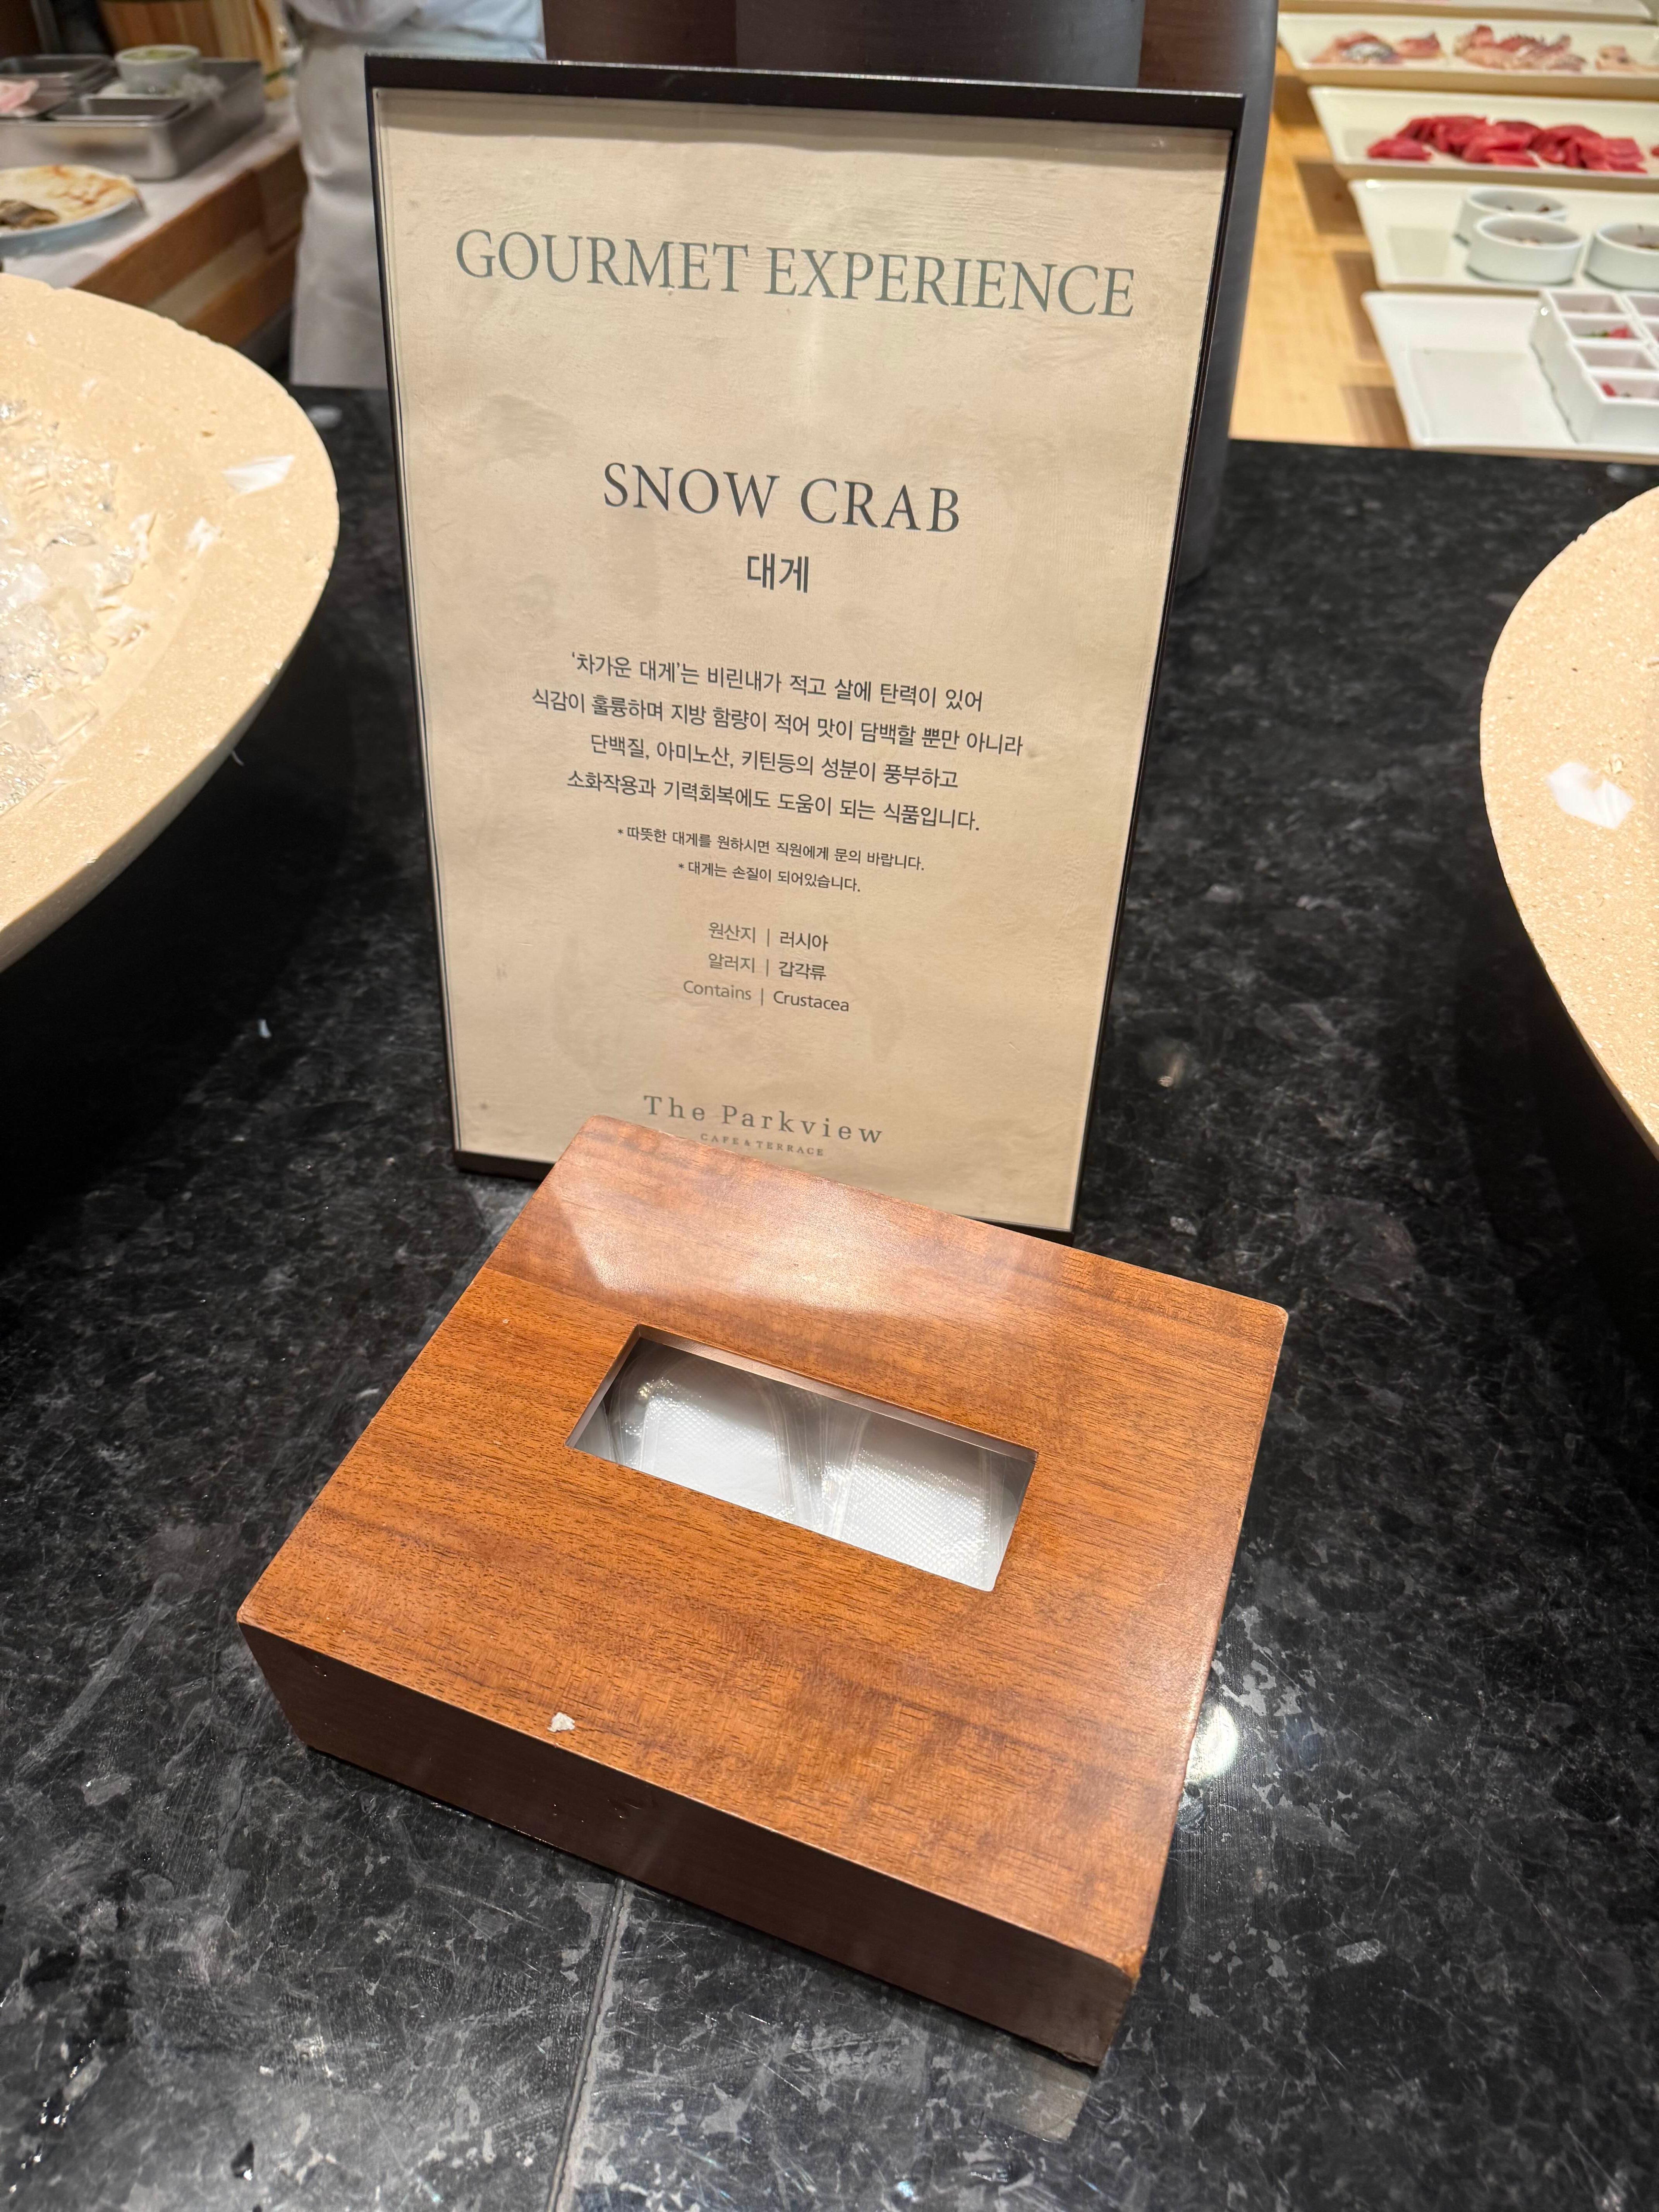 GOURMET EXPERIENCE
SNOW CRAB
대게
'차가운 대게'는 비린내가 적고 살에 탄력이 있어
식감이 훌륭하며 지방 함량이 적어 맛이 담백할 뿐만 아니라
단백질, 아미노산, 키틴등의 성분이 풍부하고
소화작용과 기력회복에도 도움이 되는 식품입니다.
* 따뜻한 대게를 원하시면 직원에게 문의 바랍니다.
* 대게는 손질이 되어있습니다.
원산지 | 러시아
알러지 | 갑각류
Contains | Crustacea
The Parkview
CAFE & TERRACE